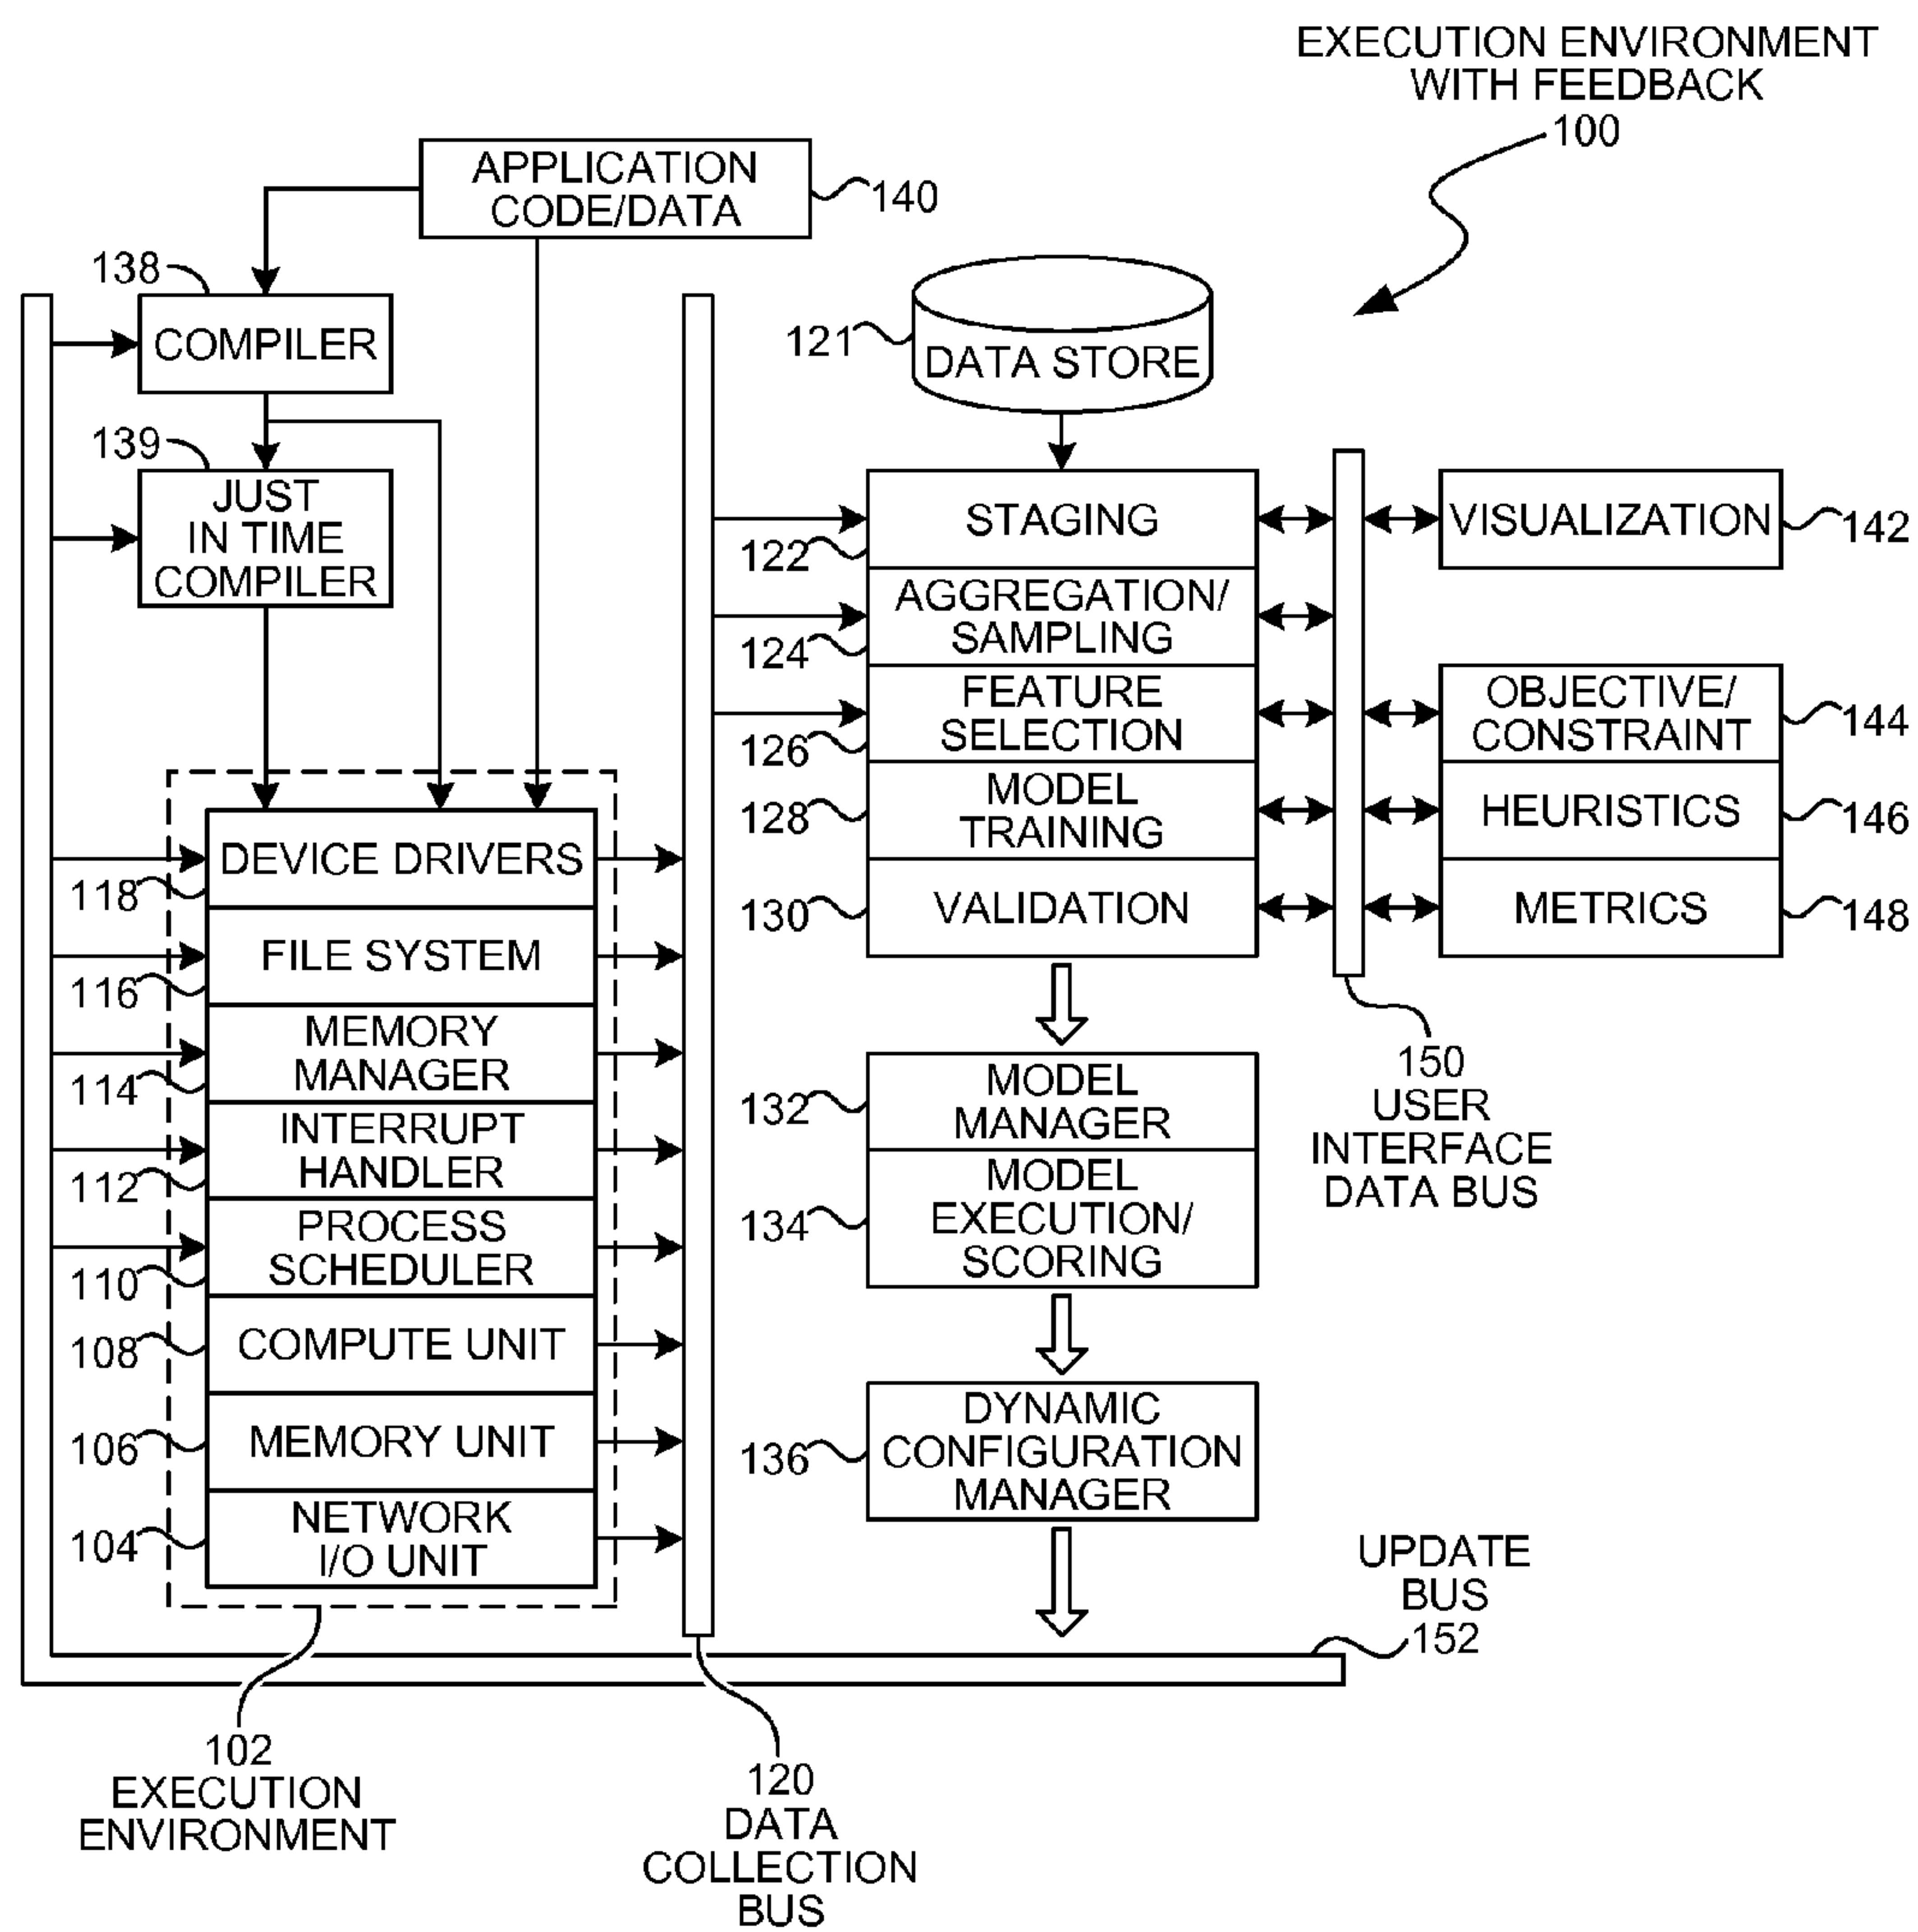 EXECUTION ENVIRONMENT
WITH FEEDBACK
100
APPLICATION
CODE/DATA
140
138
COMPILER
139
JUST
IN TIME
COMPILER
121
DATA STORE
STAGING
122
AGGREGATION/
SAMPLING
124
FEATURE
SELECTION
126
MODEL
TRAINING
128
VALIDATION
130
VISUALIZATION
142
OBJECTIVE/
CONSTRAINT
144
HEURISTICS
146
METRICS
148
150
USER
INTERFACE
DATA BUS
DEVICE DRIVERS
118
FILE SYSTEM
116
MEMORY
MANAGER
114
INTERRUPT
HANDLER
112
PROCESS
SCHEDULER
110
COMPUTE UNIT
108
MEMORY UNIT
106
NETWORK
I/O UNIT
104
MODEL
MANAGER
132
MODEL
EXECUTION/
SCORING
134
DYNAMIC
CONFIGURATION
MANAGER
136
UPDATE
BUS
152
102
EXECUTION
ENVIRONMENT
120
DATA
COLLECTION
BUS